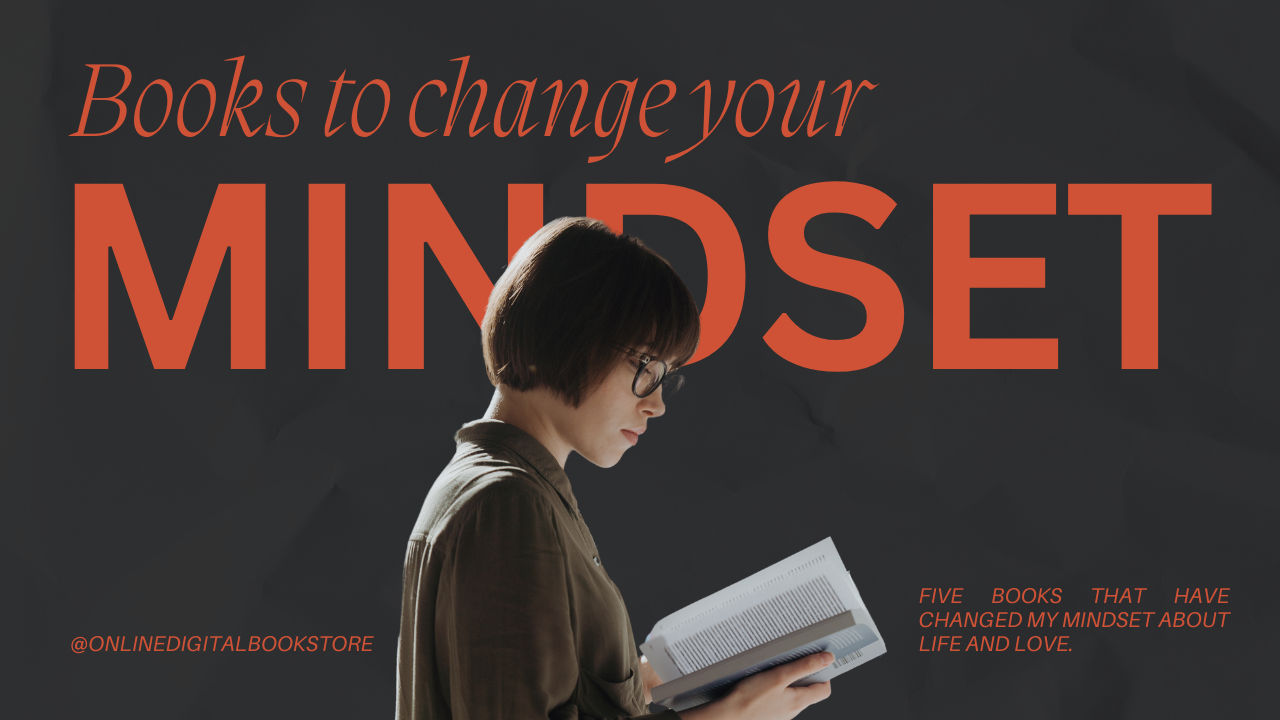 Books to change your
MINDSET
@ONLINEDIGITALBOOKSTORE
FIVE BOOKS THAT HAVE
CHANGED MY MINDSET ABOUT
LIFE AND LOVE.